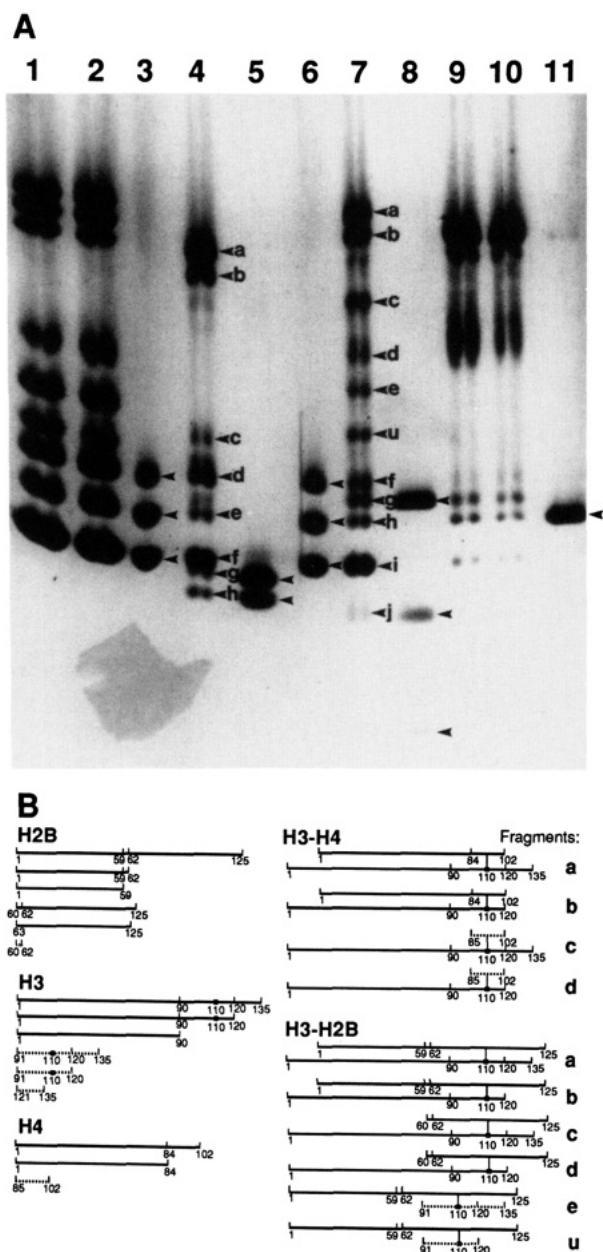 A
1 2 3 4 5 6 7 8 9 10 11
a a
b b
c
d
e
c u
d f
e g
h
f i
g
h j
B
H2B
1 59 62 125
1 59 62
1 59
60 62 125
63 125
60 62
H3
1 90 110 120 135
1 90 110 120
1 90
91 110 120 135
91 110 120
121 135
H4
1 84 102
1 84
85 102
H3-H4 Fragments:
1 84 102
1 90 110 120 135 a
1 84 102
1 90 110 120 b
85 102
1 90 110 120 135 c
85 102
1 90 110 120 d
H3-H2B
1 59 62 125
1 90 110 120 135 a
1 59 62 125
1 90 110 120 b
60 62 125
1 90 110 120 135 c
60 62 125
1 90 110 120 d
1 59 62 125
91 110 120 135 e
1 59 62 125
91 110 120 u